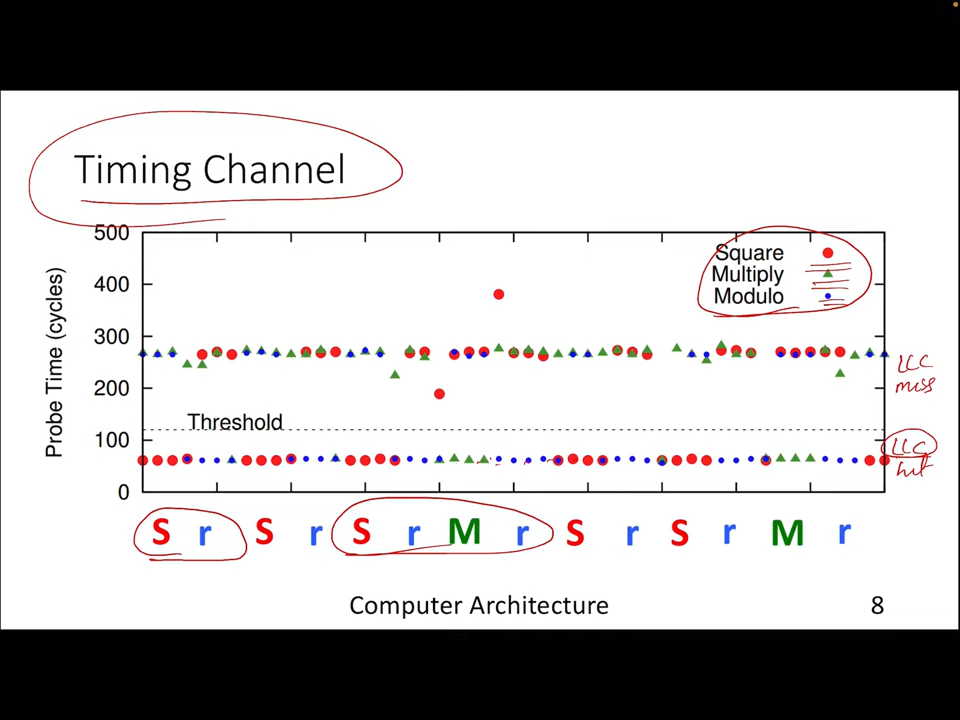 Timing Channel
500
400
300
200
100
0
Probe Time (cycles)
Square
Multiply
Modulo
Threshold
LLC
miss
LLC
hit
S r S r S r M r S r S r M r
Computer Architecture
8